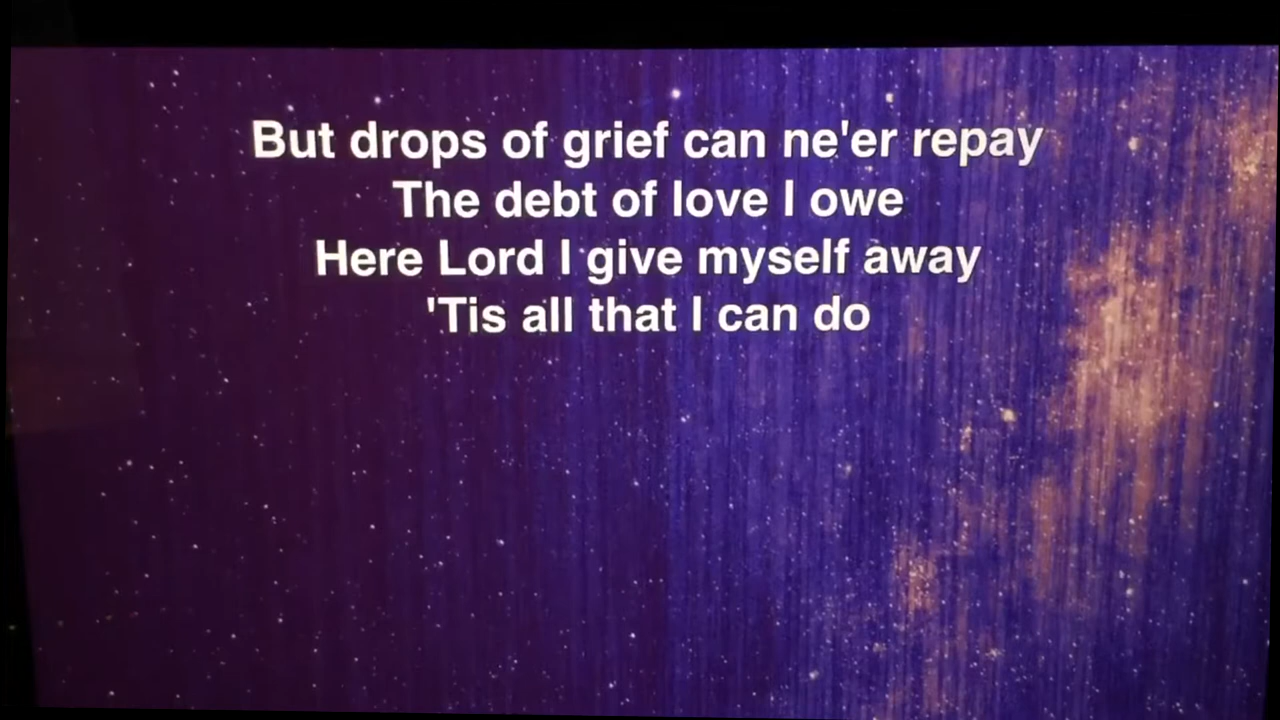 But drops of grief can ne'er repay
The debt of love I owe
Here Lord I give myself away
'Tis all that I can do